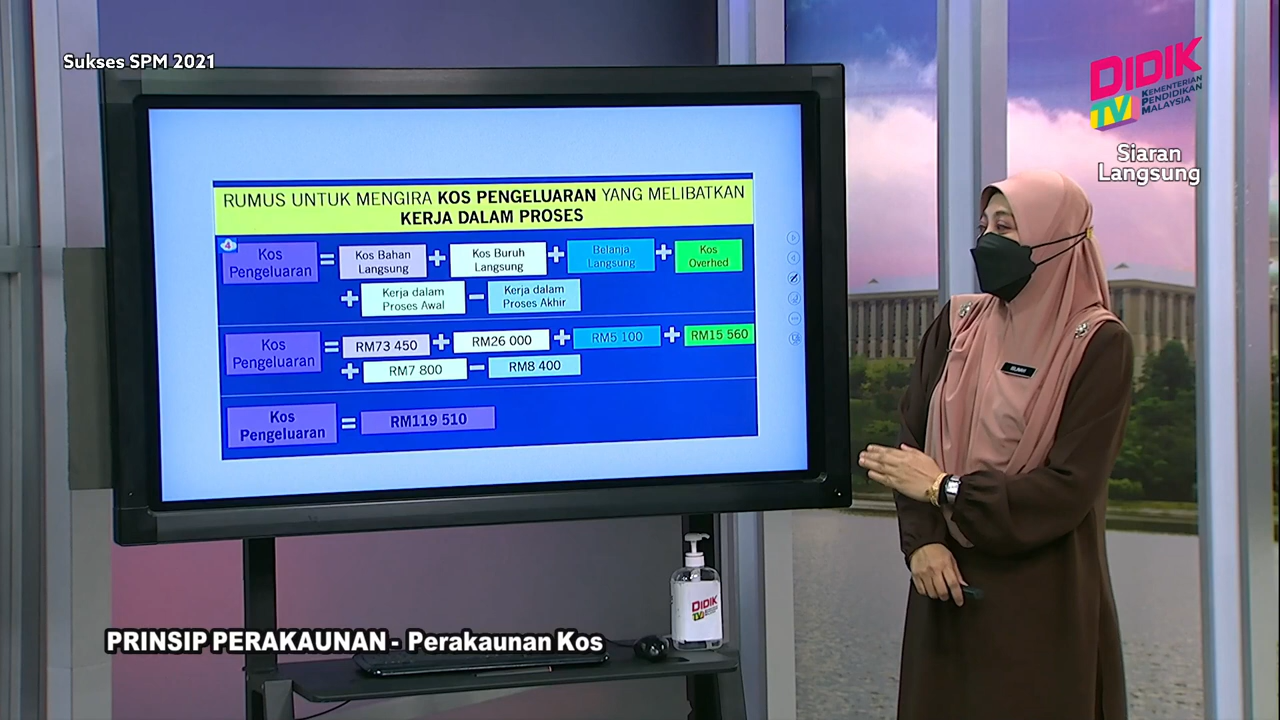 Sukses SPM 2021
DIDIK
TV
KEMENTERIAN
PENDIDIKAN
MALAYSIA
Siaran
Langsung
RUMUS UNTUK MENGIRA KOS PENGELUARAN YANG MELIBATKAN
KERJA DALAM PROSES
4
Kos
Pengeluaran
=
Kos Bahan
Langsung
+
Kos Buruh
Langsung
+
Belanja
Langsung
+
Kos
Overhed
+
Kerja dalam
Proses Awal
−
Kerja dalam
Proses Akhir
Kos
Pengeluaran
= RM73 450 + RM26 000 + RM5 100 + RM15 560
+ RM7 800 − RM8 400
Kos
Pengeluaran
= RM119 510
DIDIK
TV
PRINSIP PERAKAUNAN - Perakaunan Kos